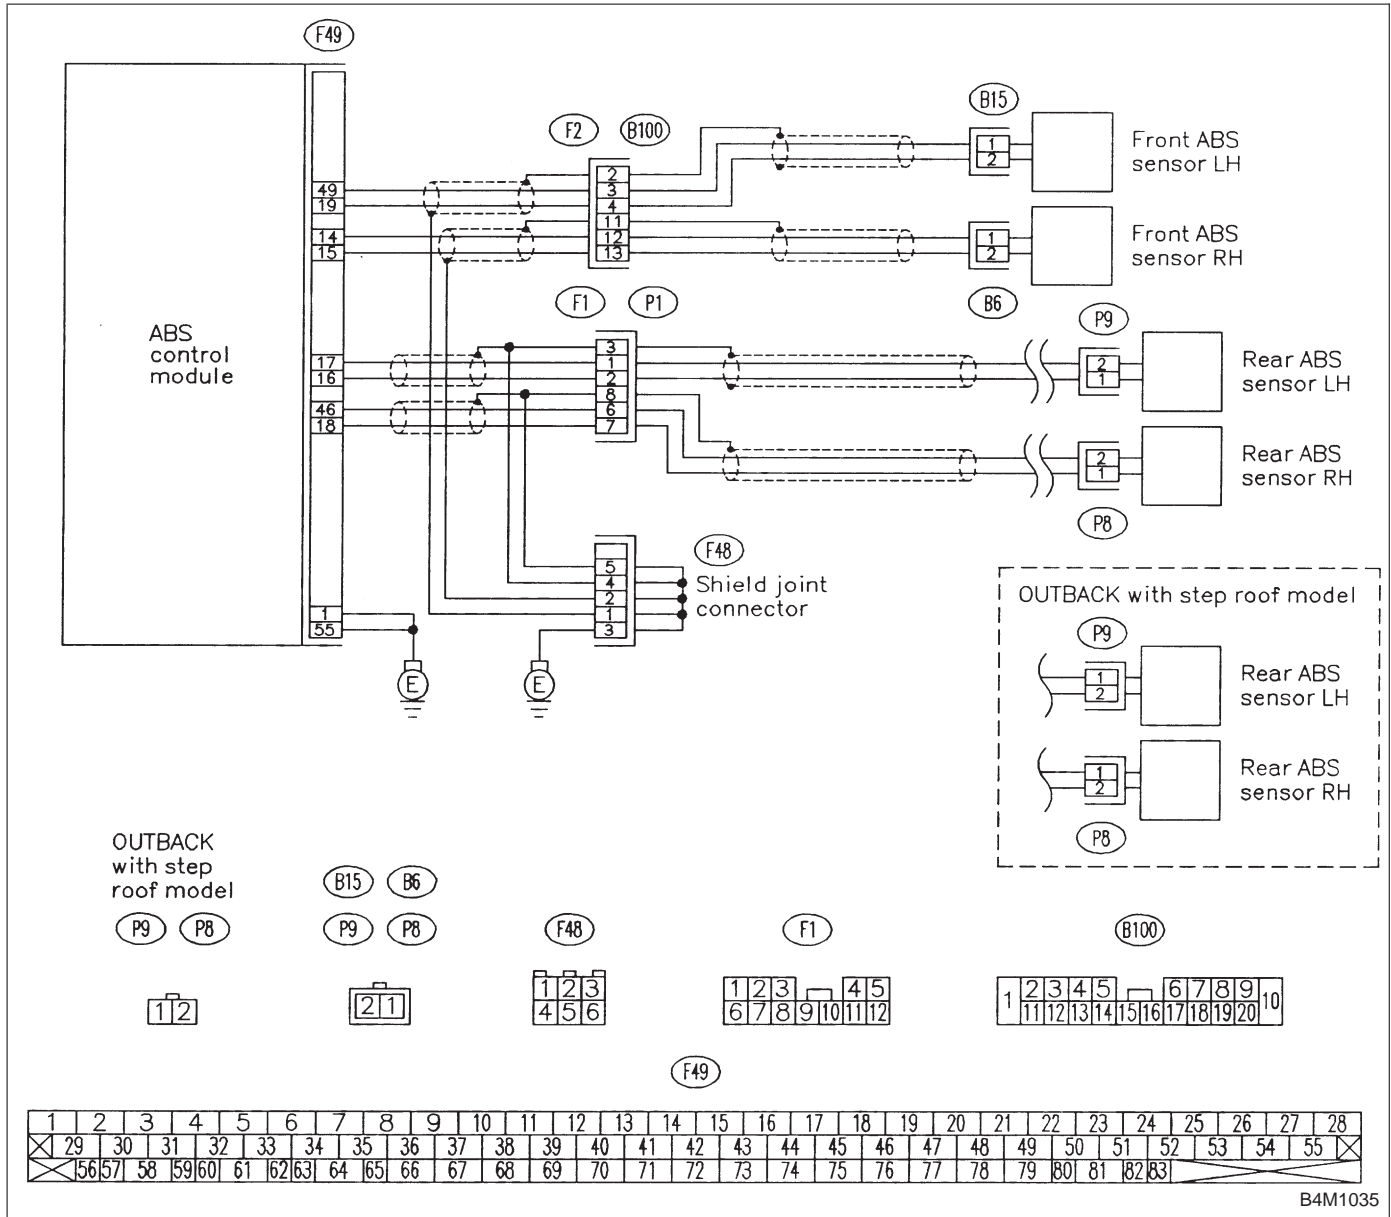 F49
B15
F2 B100
1
2
Front ABS
sensor LH
49
19
14
15
2
3
4
11
12
13
1
2
Front ABS
sensor RH
B6
F1 P1
P9
ABS
control
module
17
16
46
18
3
1
2
8
6
7
2
1
Rear ABS
sensor LH
2
1
Rear ABS
sensor RH
P8
F48
5
4
2
1
3
Shield joint
connector
1
55
E E
OUTBACK with step roof model
P9
1
2
Rear ABS
sensor LH
1
2
Rear ABS
sensor RH
P8
OUTBACK
with step
roof model
P9 P8
1 2
B15 B6
P9 P8
2 1
F48
1 2 3
4 5 6
F1
1 2 3 4 5
6 7 8 9 10 11 12
B100
1 2 3 4 5 6 7 8 9 10
11 12 13 14 15 16 17 18 19 20
F49
1 2 3 4 5 6 7 8 9 10 11 12 13 14 15 16 17 18 19 20 21 22 23 24 25 26 27 28
29 30 31 32 33 34 35 36 37 38 39 40 41 42 43 44 45 46 47 48 49 50 51 52 53 54 55
56 57 58 59 60 61 62 63 64 65 66 67 68 69 70 71 72 73 74 75 76 77 78 79 80 81 82 83
B4M1035